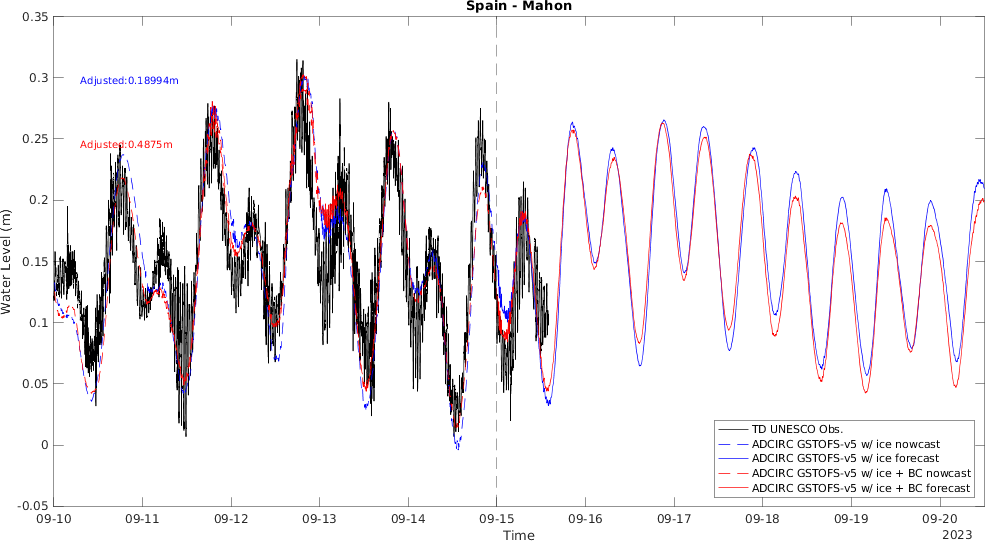 Spain - Mahon
0.35
0.3
0.25
0.2
0.15
0.1
0.05
0
-0.05
Water Level (m)
Adjusted:0.18994m
Adjusted:0.4875m
TD UNESCO Obs.
ADCIRC GSTOFS-v5 w/ ice nowcast
ADCIRC GSTOFS-v5 w/ ice forecast
ADCIRC GSTOFS-v5 w/ ice + BC nowcast
ADCIRC GSTOFS-v5 w/ ice + BC forecast
09-10 09-11 09-12 09-13 09-14 09-15 09-16 09-17 09-18 09-19 09-20
Time
2023